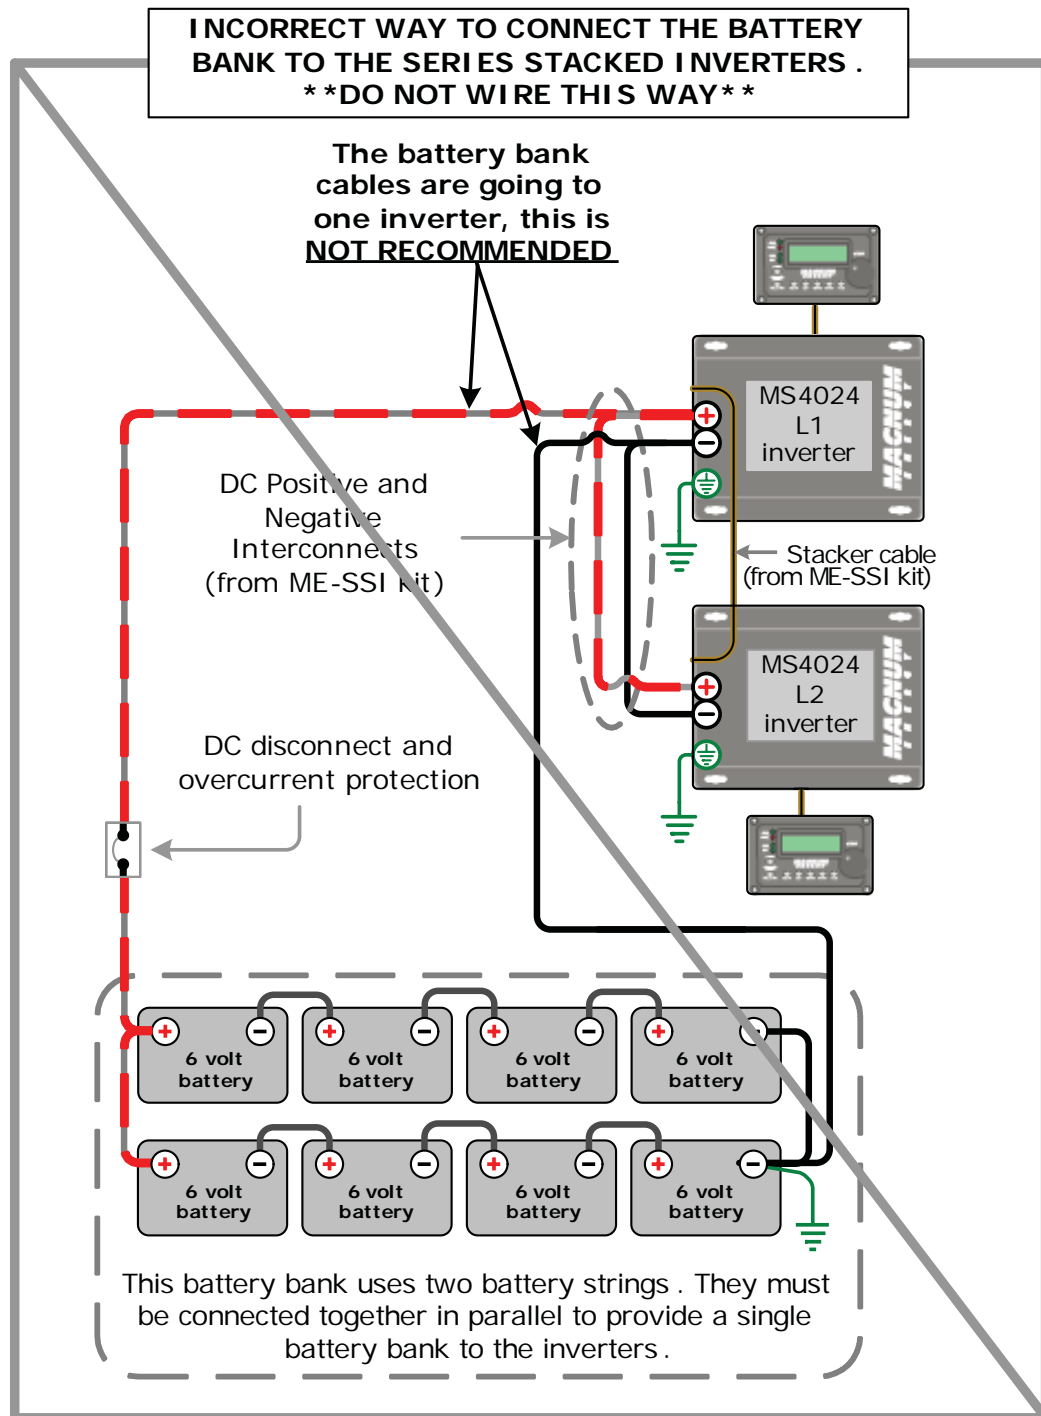 INCORRECT WAY TO CONNECT THE BATTERY
BANK TO THE SERIES STACKED INVERTERS.
**DO NOT WIRE THIS WAY**
The battery bank
cables are going to
one inverter, this is
NOT RECOMMENDED
MS4024
L1
inverter
MAGNUM
DC Positive and
Negative
Interconnects
(from ME-SSI kit)
Stacker cable
(from ME-SSI kit)
MS4024
L2
inverter
MAGNUM
DC disconnect and
overcurrent protection
6 volt
battery
6 volt
battery
6 volt
battery
6 volt
battery
6 volt
battery
6 volt
battery
6 volt
battery
6 volt
battery
This battery bank uses two battery strings. They must
be connected together in parallel to provide a single
battery bank to the inverters.